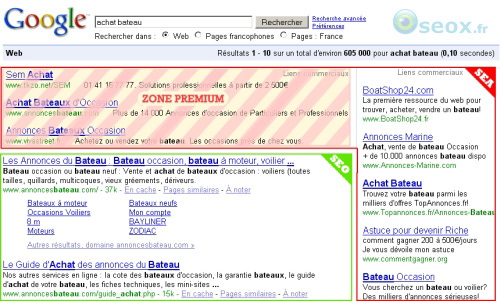 Google
achat bateau
Rechercher
Recherche avancée
Préférences
Rechercher dans : Web Pages francophones Pages : France
seox.fr
Web
Résultats 1 - 10 sur un total d'environ 605 000 pour achat bateau (0,10 secondes)
Sem Achat
Liens commerciaux
www.tkzo.net/SEM 01 41 15 77 77. Solutions professionnelles à partir de 2 500€
Achat Bateaux d'Occasion
ZONE PREMIUM
Plus de 14 000 Annonces d'occasion de Particuliers et Professionnels
Annonces Bateaux Occasion
www.vivastreet.fr Achetez ou vendez votre bateau. Les occasions près de chez vous!
Liens commerciaux
SEA
BoatShop24.com
La première ressource du web pour
trouver, acheter, vendre un bateau!
www.BoatShop24.fr
Annonces Marine
Achat, vente de bateau Occasion
+ de 10.000 annonces bateau dispo
www.Annonces-Marine.com
Achat Bateau
Trouvez votre bateau parmi les
milliers d'offres TopAnnonces.fr!
www.Topannonces.fr/Annonces-Bateau
Astuce pour devenir Riche
comment gagner 200 à 500€/jours
Je vous dévoile mon astuce
www.commentgagner.org
Bateau Occasion
Vous cherchez un bateau ou voilier?
Des milliers d'annonces sérieuses!
SEO
Les Annonces du Bateau : Bateau occasion, bateau à moteur, voilier ...
Bateau occasion ou bateau neuf : Vente et achat de bateaux d'occasion, voiliers (toutes
tailles, quillards, multicoques, vieux gréements, dériveurs.
www.annoncesbateau.com/ - 37k - En cache - Pages similaires - À noter
Bateaux à moteur Bateaux neufs
Occasions Voiliers Mon compte
8 m BAYLINER
Moteurs ZODIAC
Autres résultats, domaine annoncesbateau.com »
Le Guide d'Achat des annonces du Bateau
Nos autres services en ligne : la cote des bateaux d'occasion, la garantie bateaux, le guide
d'achat de votre bateau, les fiches techniques, les mini-sites ...
www.annoncesbateau.com/guide_achat.php - 15k - En cache - Pages similaires - À noter